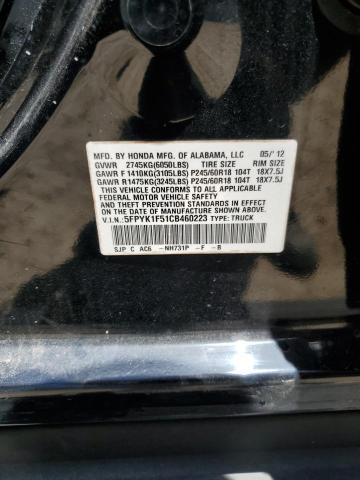 MFD. BY HONDA MFG. OF ALABAMA, LLC 05/' 12
GVWR 2745KG(6050LBS) TIRE SIZE RIM SIZE
GAWR F 1410KG(3105LBS) P245/60R18 104T 18X7.5J
GAWR R 1475KG(3245LBS) P245/60R18 104T 18X7.5J
THIS VEHICLE CONFORMS TO ALL APPLICABLE
FEDERAL MOTOR VEHICLE SAFETY
STANDARDS IN EFFECT ON THE DATE OF
MANUFACTURE SHOWN ABOVE.
V.I.N.: 5FPYK1F51CB460223 TYPE: TRUCK
SJP C AC6 -NH731P -F -B